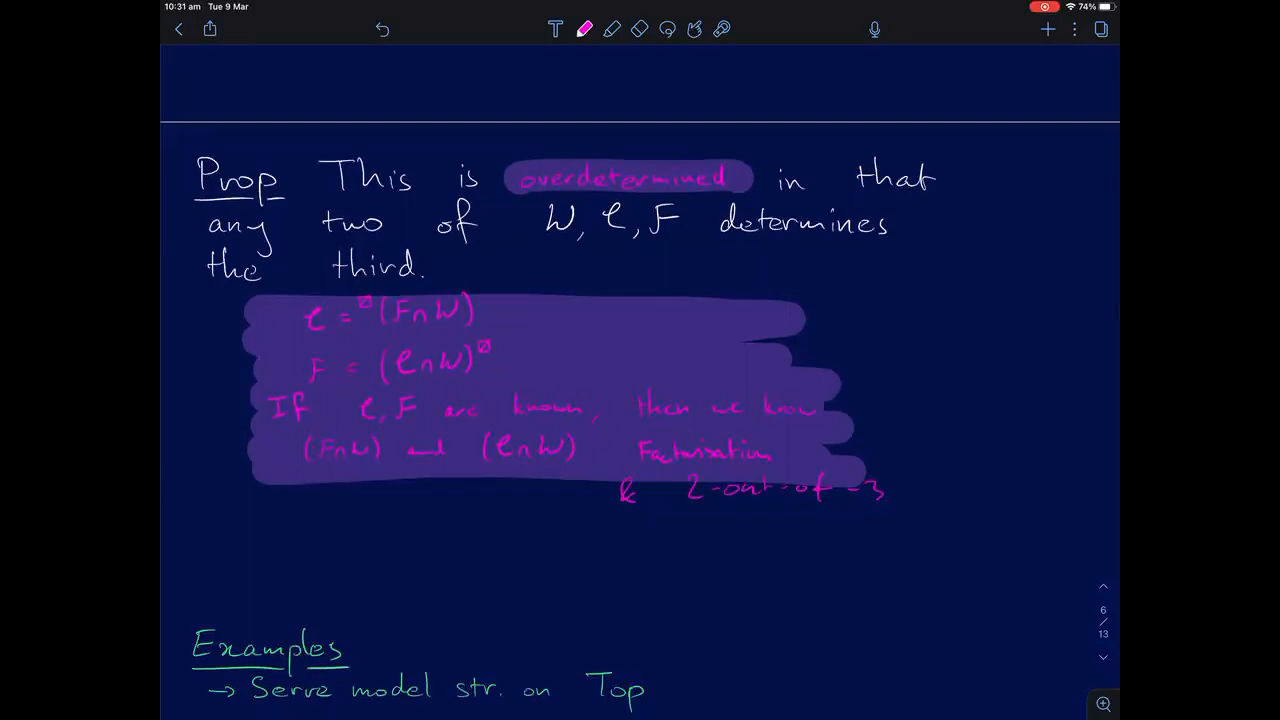 10:31 am Tue 9 Mar
74%
Prop This is overdetermined in that
any two of W, C, F determines
the third.
C = ⧄(F∩W)
F = (C∩W)⧄
If C, F are known, then we know
(F∩W) and (C∩W) Factorisation
& 2-out-of-3
6
/
13
Examples
→ Serre model str. on Top